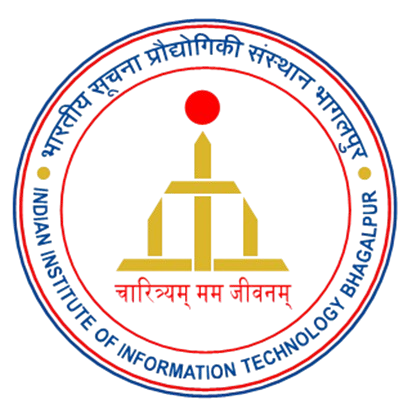 भारतीय सूचना प्रौद्योगिकी संस्थान भागलपुर
चारित्र्यम् मम जीवनम्
INDIAN INSTITUTE OF INFORMATION TECHNOLOGY BHAGALPUR